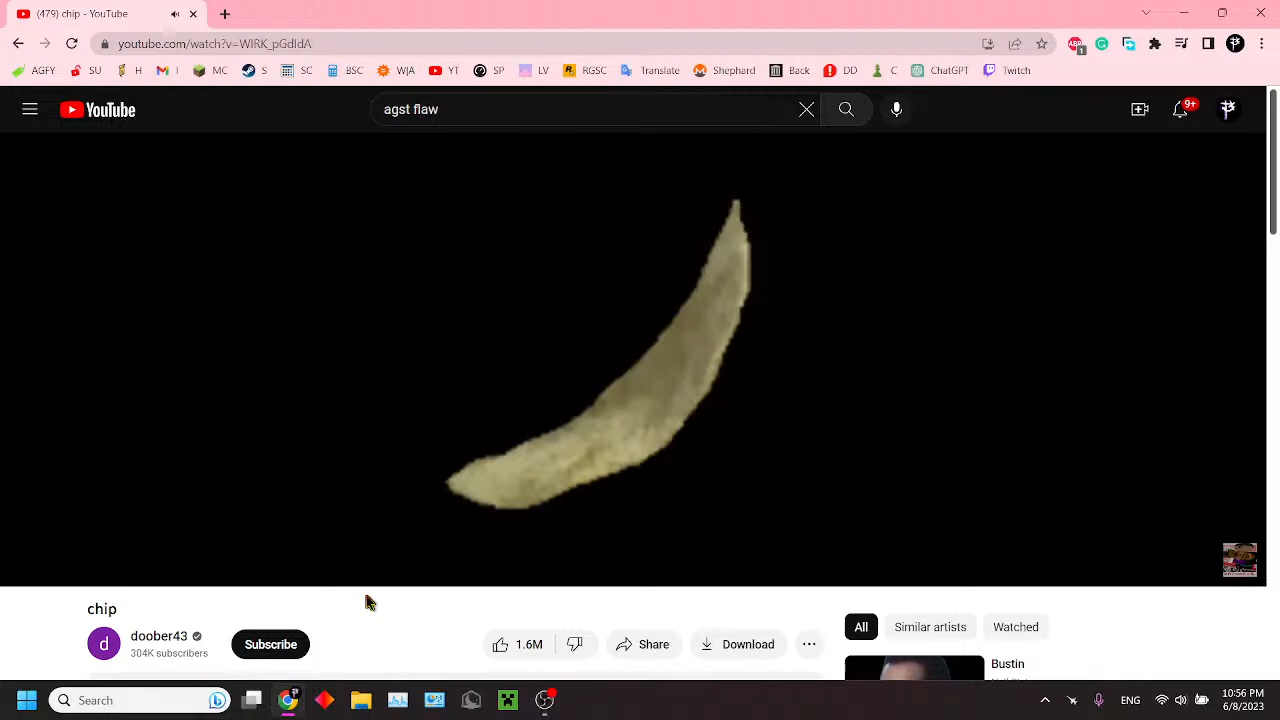 (479) chip - YouTube
youtube.com/watch?v=WIRK_pGdIdA
AGFY SU H I MC S SC BSC WJA YT SP LV RGSC Translate Shephard Back DD C ChatGPT Twitch
YouTube agst flaw 9+
chip
doober43
304K subscribers
Subscribe
1.6M Share Download
All Similar artists Watched
Bustin
Search
ENG
10:56 PM
6/8/2023